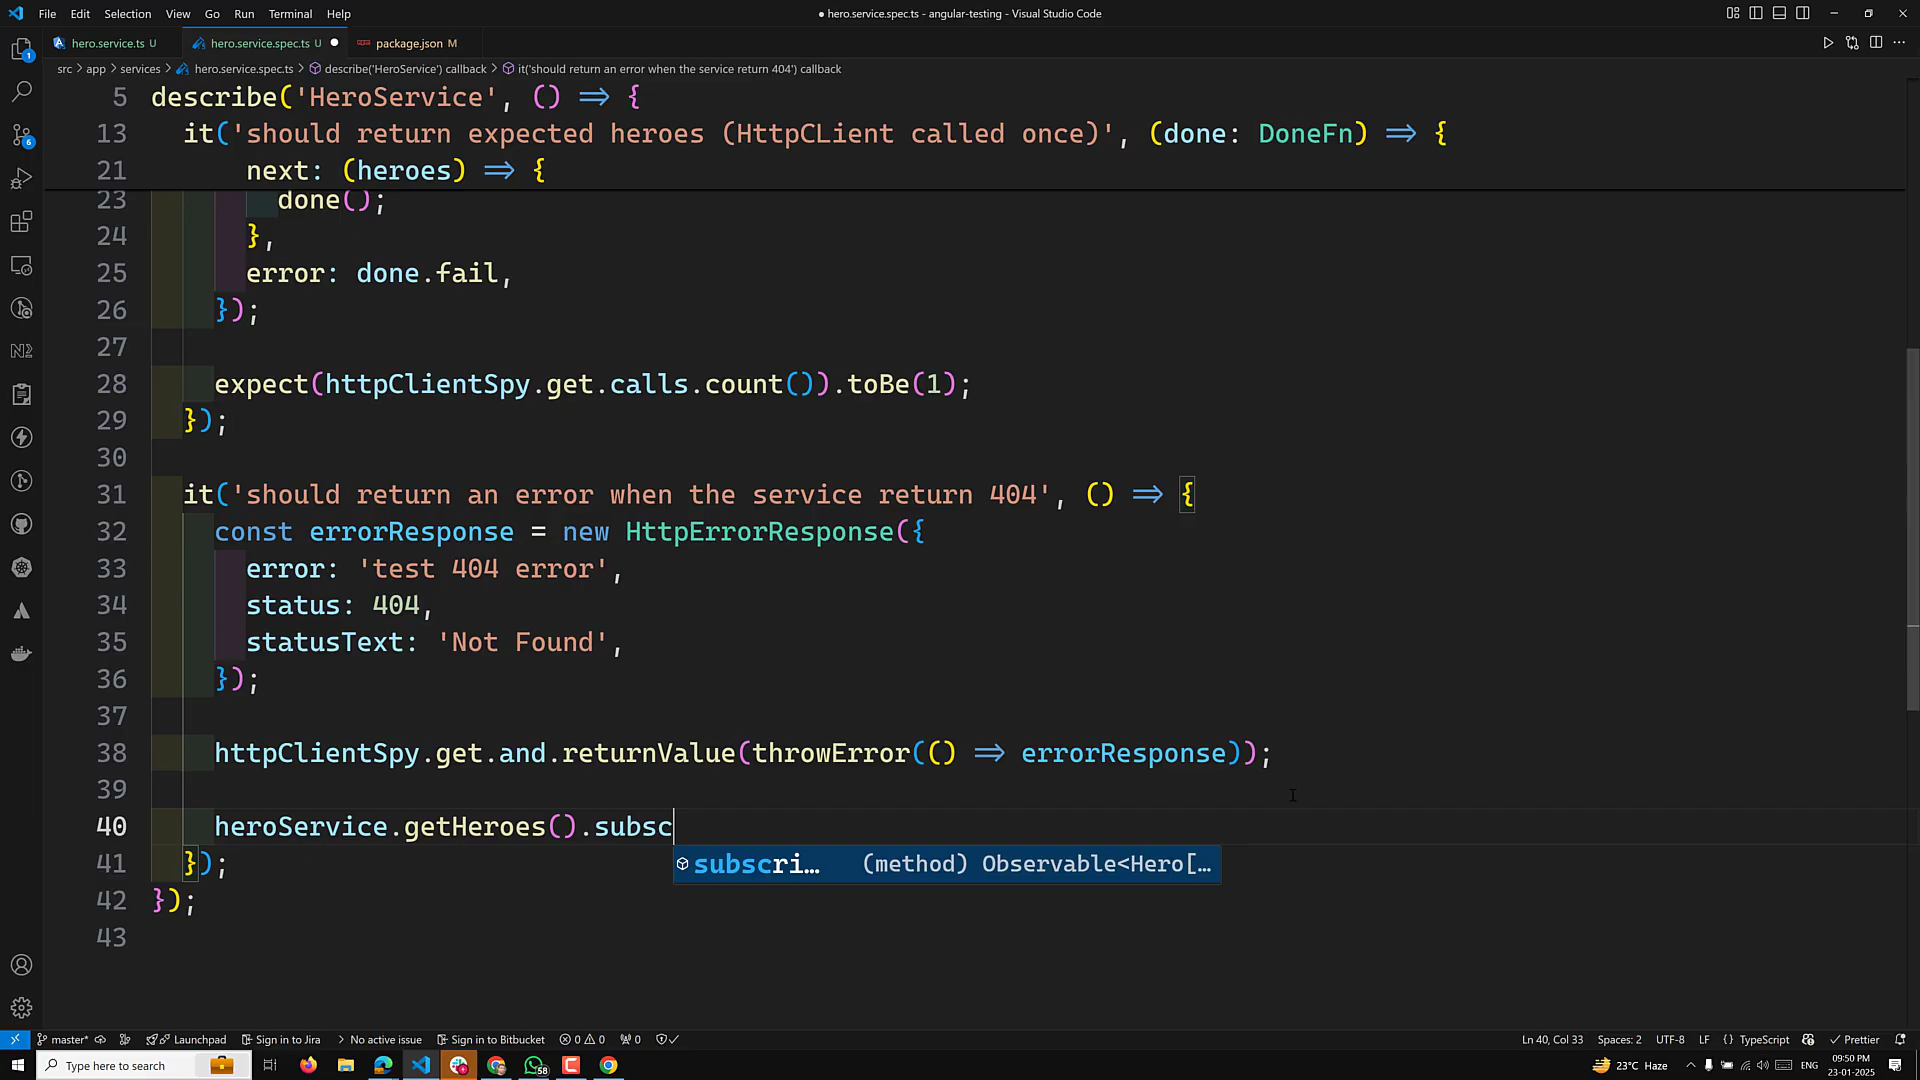 File Edit Selection View Go Run Terminal Help
● hero.service.spec.ts - angular-testing - Visual Studio Code
hero.service.ts U
hero.service.spec.ts U ●
package.json M
src > app > services > hero.service.spec.ts > describe('HeroService') callback > it('should return an error when the service return 404') callback
5 describe('HeroService', () => {
13 it('should return expected heroes (HttpCLient called once)', (done: DoneFn) => {
21 next: (heroes) => {
23 done();
24 },
25 error: done.fail,
26 });
27
28 expect(httpClientSpy.get.calls.count()).toBe(1);
29 });
30
31 it('should return an error when the service return 404', () => {
32 const errorResponse = new HttpErrorResponse({
33 error: 'test 404 error',
34 status: 404,
35 statusText: 'Not Found',
36 });
37
38 httpClientSpy.get.and.returnValue(throwError(() => errorResponse));
39
40 heroService.getHeroes().subsc
subscri… (method) Observable<Hero[…
41 });
42 });
43
1
6
master* Launchpad Sign in to Jira No active issue Sign in to Bitbucket 0 0 0
Ln 40, Col 33 Spaces: 2 UTF-8 LF {} TypeScript Prettier
Type here to search
58
23°C Haze
ENG
09:50 PM
23-01-2025